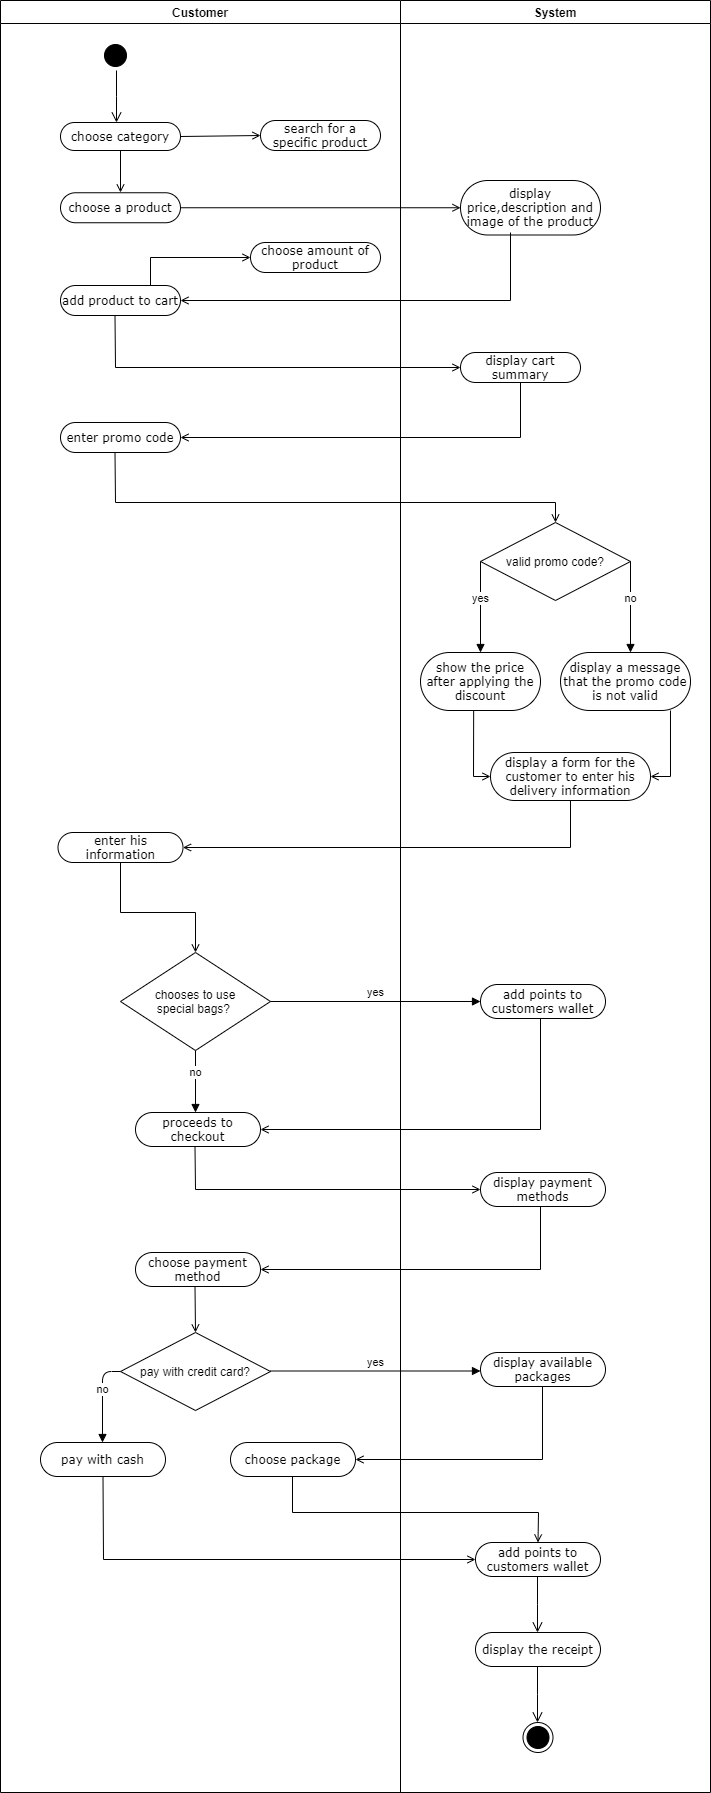 Customer
System
choose category
search for a
specific product
choose a product
display
price,description and
image of the product
choose amount of
product
add product to cart
display cart
summary
enter promo code
valid promo code?
yes
no
show the price
after applying the
discount
display a message
that the promo code
is not valid
display a form for the
customer to enter his
delivery information
enter his
information
chooses to use
special bags?
yes
add points to
customers wallet
no
proceeds to
checkout
display payment
methods
choose payment
method
pay with credit card?
yes
display available
packages
no
pay with cash
choose package
add points to
customers wallet
display the receipt